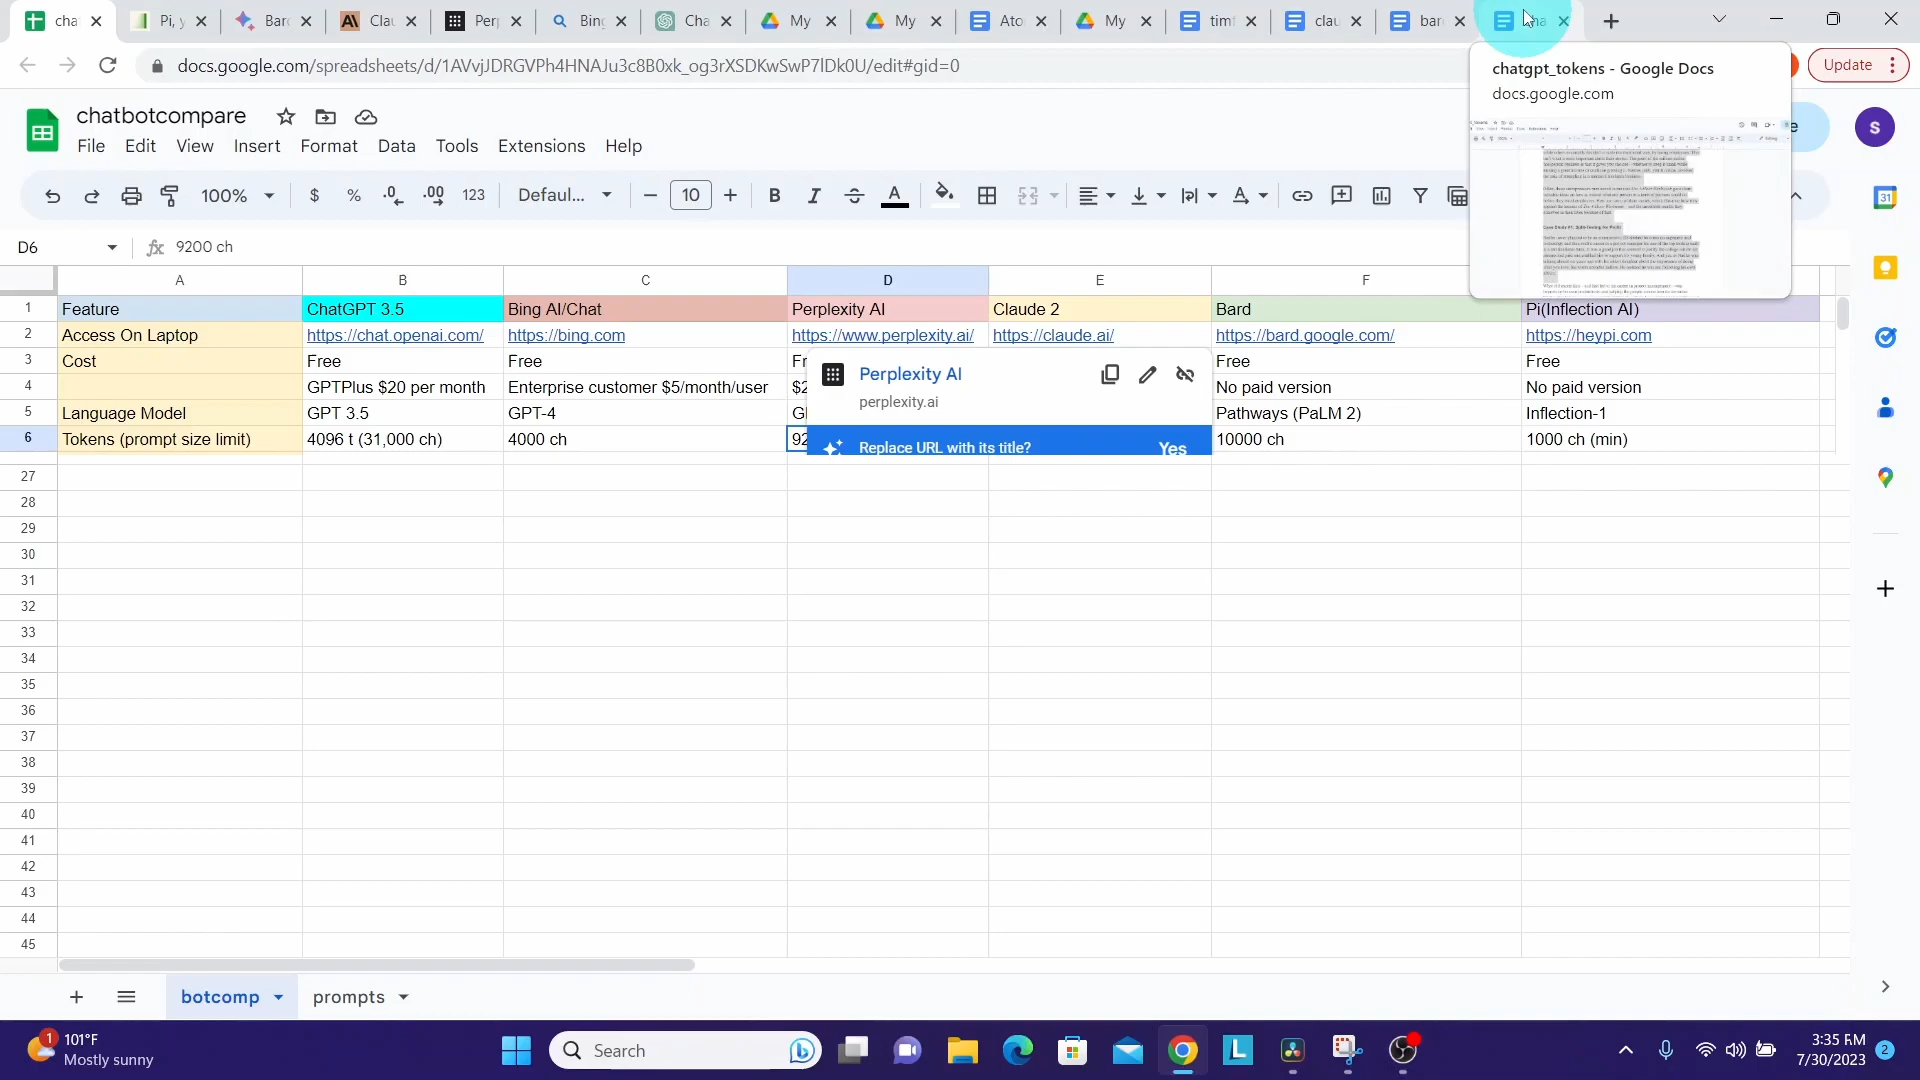 cha
Pi, y
Bar
Cla
Perp
Bing
Cha
My
My
Ato
My
timf
clau
bar
docs.google.com/spreadsheets/d/1AVvjJDRGVPh4HNAJu3c8B0xk_og3rXSDKwSwP7lDk0U/edit#gid=0
Update
chatgpt_tokens - Google Docs
docs.google.com
chatbotcompare
File Edit View Insert Format Data Tools Extensions Help
S
100% $ % .0 .00 123 Defaul... 10 B I A
31
D6 fx 9200 ch
A B C D E F
1 Feature ChatGPT 3.5 Bing AI/Chat Perplexity AI Claude 2 Bard Pi(Inflection AI)
2 Access On Laptop https://chat.openai.com/ https://bing.com https://www.perplexity.ai/ https://claude.ai/ https://bard.google.com/ https://heypi.com
3 Cost Free Free Fr Free Free
4 GPTPlus $20 per month Enterprise customer $5/month/user $2 No paid version No paid version
5 Language Model GPT 3.5 GPT-4 Gl Pathways (PaLM 2) Inflection-1
6 Tokens (prompt size limit) 4096 t (31,000 ch) 4000 ch 92 10000 ch 1000 ch (min)
Perplexity AI
perplexity.ai
Replace URL with its title? Yes
27
28
29
30
31
32
33
34
35
36
37
38
39
40
41
42
43
44
45
botcomp prompts
1 101°F
Mostly sunny
Search
L
3:35 PM
7/30/2023
2